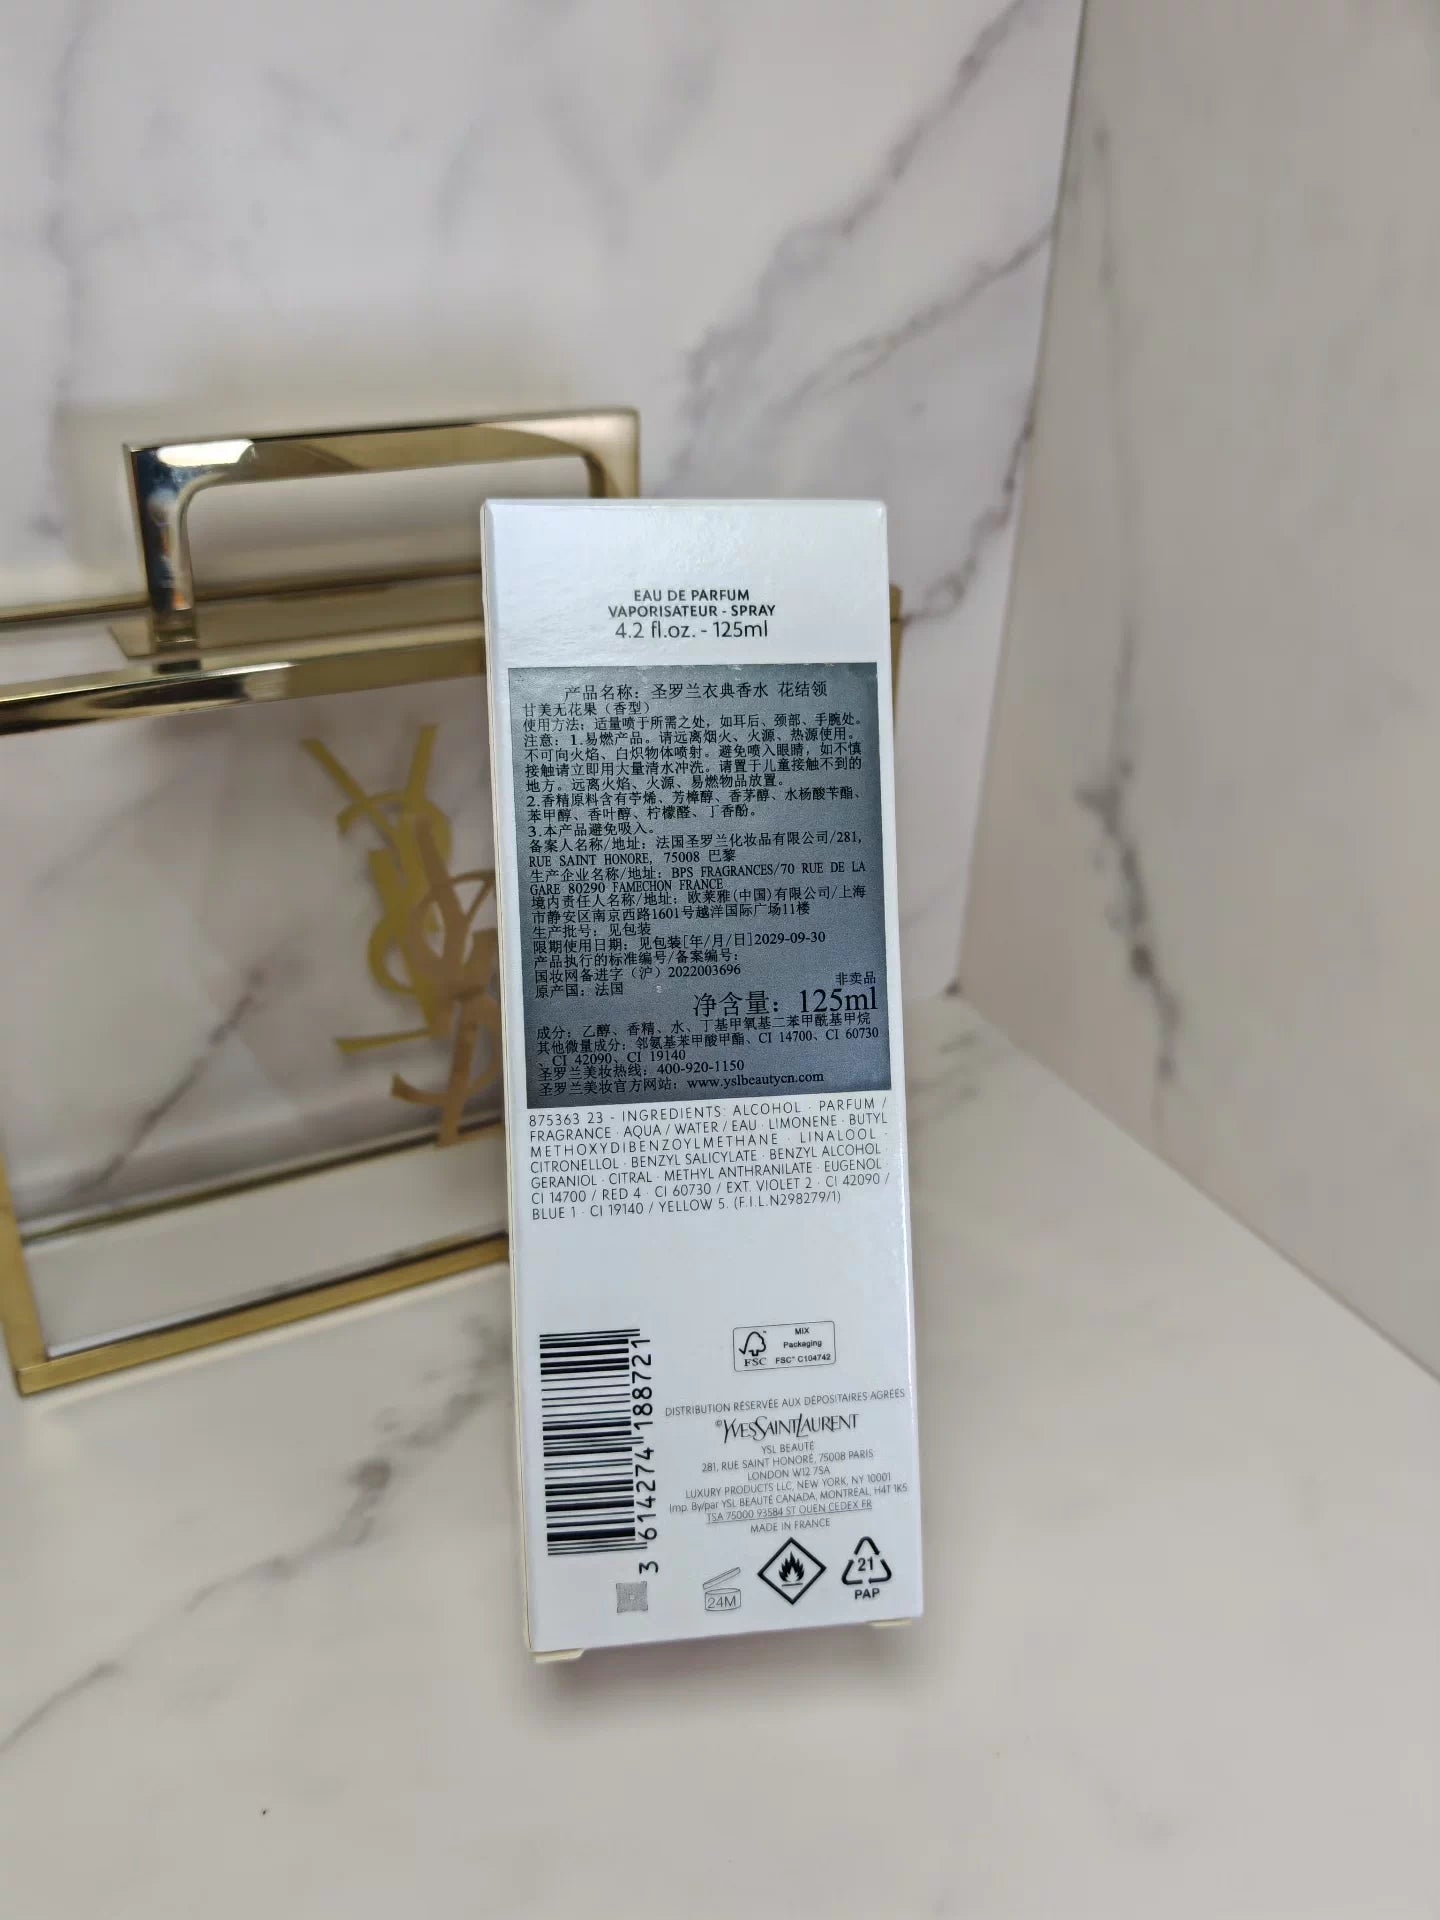 YSL
EAU DE PARFUM
VAPORISATEUR - SPRAY
4.2 fl.oz. - 125ml
产品名称：圣罗兰衣典香水 花结领
甘美无花果（香型）
使用方法：适量喷于所需之处，如耳后、颈部、手腕处。
注意：1.易燃产品。请远离烟火、火源、热源使用。
不可向火焰、白炽物体喷射。避免喷入眼睛，如不慎
接触请立即用大量清水冲洗。请置于儿童接触不到的
地方。远离火焰、火源、易燃物品放置。
2.香精原料含有苧烯、芳樟醇、香茅醇、水杨酸苄酯、
苯甲醇、香叶醇、柠檬醛、丁香酚。
3.本产品避免吸入。
备案人名称/地址：法国圣罗兰化妆品有限公司/281,
RUE SAINT HONORE, 75008 巴黎
生产企业名称/地址：BPS FRAGRANCES/70 RUE DE LA
GARE 80290 FAMECHON FRANCE
境内责任人名称/地址：欧莱雅(中国)有限公司/上海
市静安区南京西路1601号越洋国际广场11楼
生产批号：见包装
限期使用日期：见包装[年/月/日]2029-09-30
产品执行的标准编号/备案编号：
国妆网备进字（沪）2022003696
原产国：法国
非卖品
净含量：125ml
成分：乙醇、香精、水、丁基甲氧基二苯甲酰基甲烷
其他微量成分：邻氨基苯甲酸甲酯、CI 14700、CI 60730
、CI 42090、CI 19140
圣罗兰美妆热线：400-920-1150
圣罗兰美妆官方网站：www.yslbeautycn.com
875363 23 - INGREDIENTS: ALCOHOL · PARFUM /
FRAGRANCE · AQUA / WATER / EAU · LIMONENE · BUTYL
METHOXYDIBENZOYLMETHANE · LINALOOL ·
CITRONELLOL · BENZYL SALICYLATE · BENZYL ALCOHOL ·
GERANIOL · CITRAL · METHYL ANTHRANILATE · EUGENOL ·
CI 14700 / RED 4 · CI 60730 / EXT. VIOLET 2 · CI 42090 /
BLUE 1 · CI 19140 / YELLOW 5. (F.I.L.N298279/1)
3 614274 188721
MIX
Packaging
FSC
FSC™ C104742
DISTRIBUTION RÉSERVÉE AUX DÉPOSITAIRES AGRÉÉS
©YVESSAINTLAURENT
YSL BEAUTÉ
281, RUE SAINT HONORÉ, 75008 PARIS
LONDON W12 7SA
LUXURY PRODUCTS LLC, NEW YORK, NY 10001
Imp. By/par YSL BEAUTÉ CANADA, MONTRÉAL, H4T 1K5
TSA 75000 93584 ST OUEN CEDEX FR
MADE IN FRANCE
24M
21
PAP